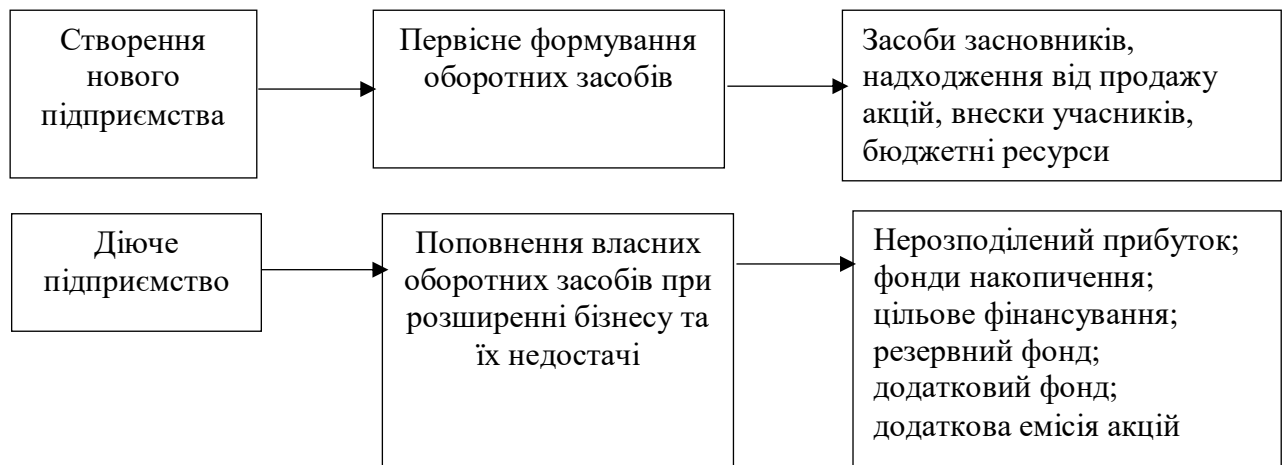 Створення
нового
підприємства
Первісне формування
оборотних засобів
Засоби засновників,
надходження від продажу
акцій, внески учасників,
бюджетні ресурси
Діюче
підприємство
Поповнення власних
оборотних засобів при
розширенні бізнесу та
їх недостачі
Нерозподілений прибуток;
фонди накопичення;
цільове фінансування;
резервний фонд;
додатковий фонд;
додаткова емісія акцій